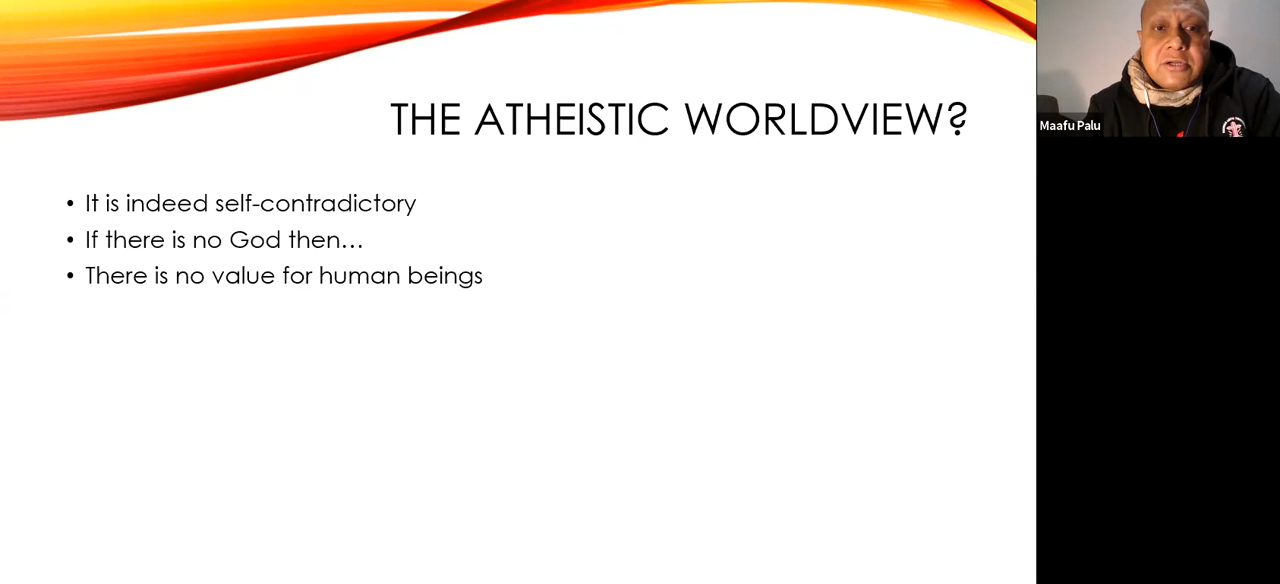 THE ATHEISTIC WORLDVIEW?
• It is indeed self-contradictory
• If there is no God then…
• There is no value for human beings
Maafu Palu